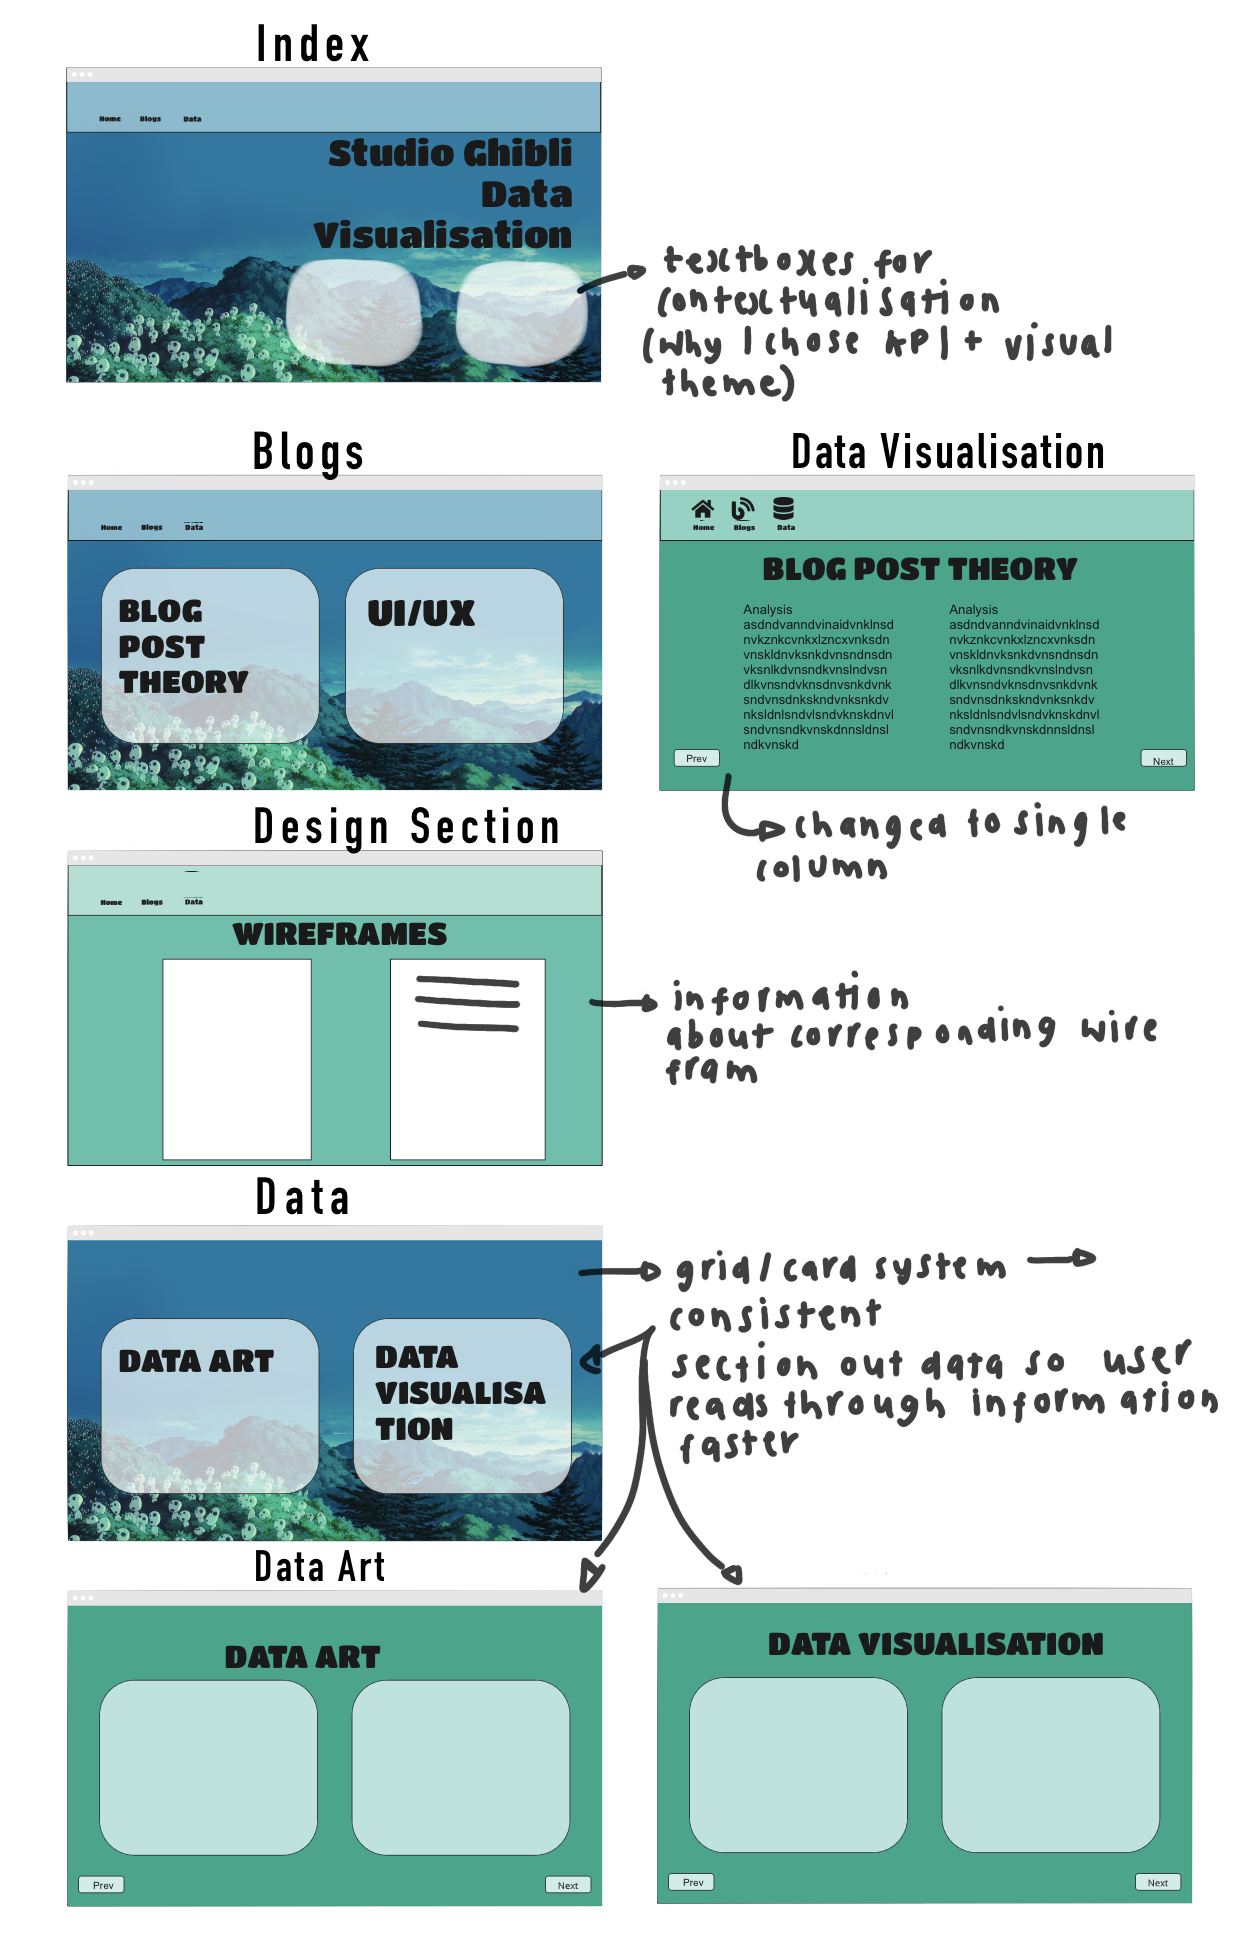 Index
Home Blogs Data
Studio Ghibli
Data
Visualisation
textboxes for
contextualisation
(why I chose API + visual
theme)
Blogs
Home Blogs Data
BLOG
POST
THEORY
UI/UX
Data Visualisation
Home Blogs Data
BLOG POST THEORY
Analysis
asdndvanndvinaidvnklnsd
nvkznkcvnkxlzncxvnksdn
vnskldnvksnkdvnsndnsdn
vksnlkdvnsndkvnslndvsn
dlkvnsndvknsdnvsnkdvnk
sndvnsdnkskndvnksnkdv
nksldnlsndvlsndvknskdnvl
sndvnsndkvnskdnnsldnsl
ndkvnskd
Analysis
asdndvanndvinaidvnklnsd
nvkznkcvnkxlzncxvnksdn
vnskldnvksnkdvnsndnsdn
vksnlkdvnsndkvnslndvsn
dlkvnsndvknsdnvsnkdvnk
sndvnsdnkskndvnksnkdv
nksldnlsndvlsndvknskdnvl
sndvnsndkvnskdnnsldnsl
ndkvnskd
Prev
Next
changed to single
column
Design Section
Home Blogs Data
WIREFRAMES
information
about corresponding wire
fram
Data
DATA ART
DATA
VISUALISA
TION
grid/card system
consistent
section out data so user
reads through information
faster
Data Art
DATA ART
Prev
Next
DATA VISUALISATION
Prev
Next